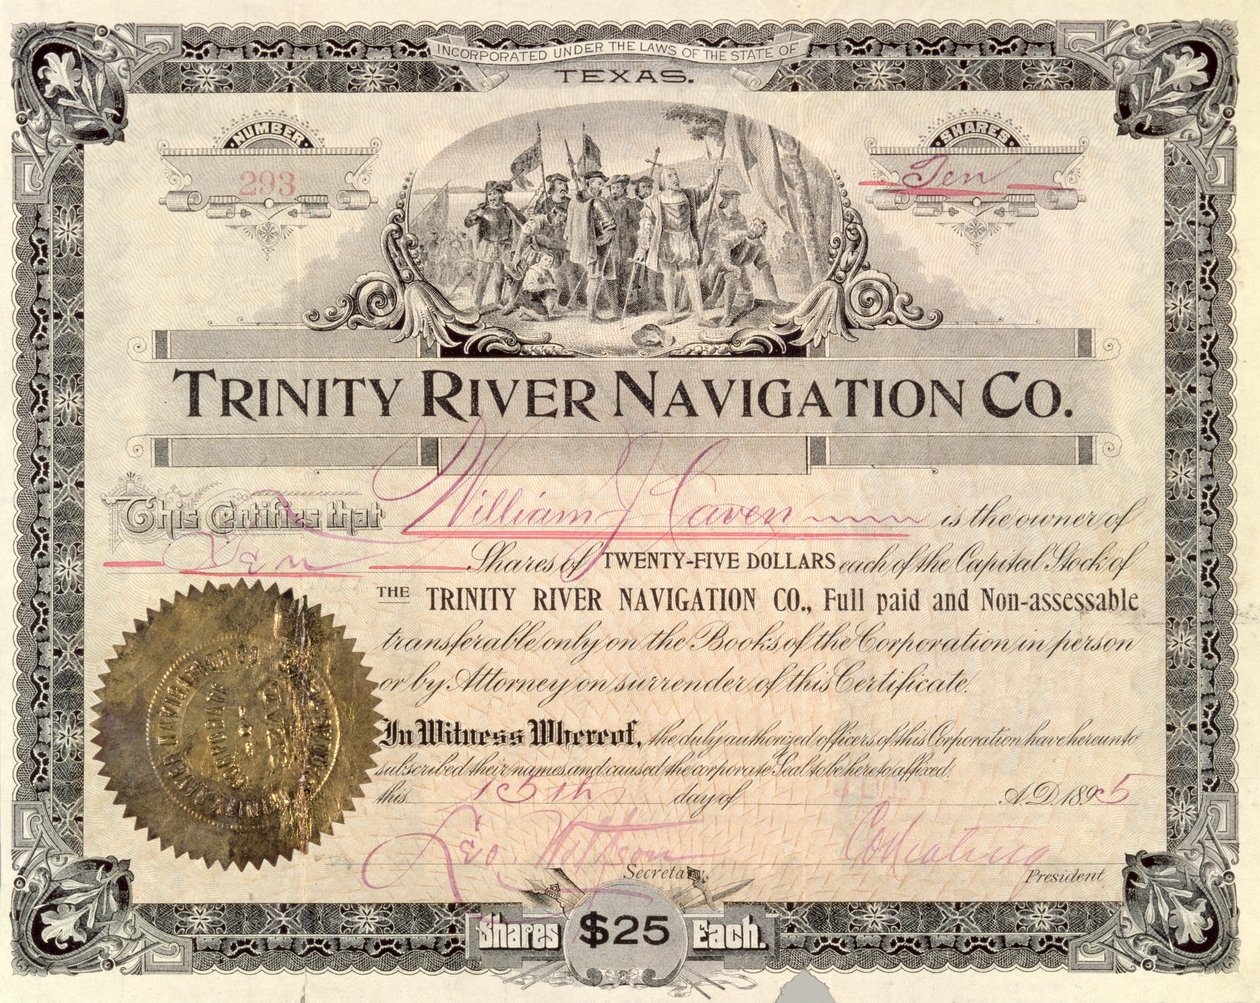 INCORPORATED UNDER THE LAWS OF THE STATE OF
TEXAS.
NUMBER
293
SHARES
Ten
TRINITY RIVER NAVIGATION CO.
This Certifies that William J Caven is the owner of
Ten Shares of TWENTY-FIVE DOLLARS each of the Capital Stock of
THE TRINITY RIVER NAVIGATION CO., Full paid and Non-assessable
transferable only on the Books of the Corporation in person
or by Attorney on surrender of this Certificate.
In Witness Whereof, the duly authorized officers of this Corporation have hereunto
subscribed their names and caused the corporate Seal to be hereto affixed,
this 15th day of A.D. 1895
Leo
Secretary.
President
Shares $25 Each.